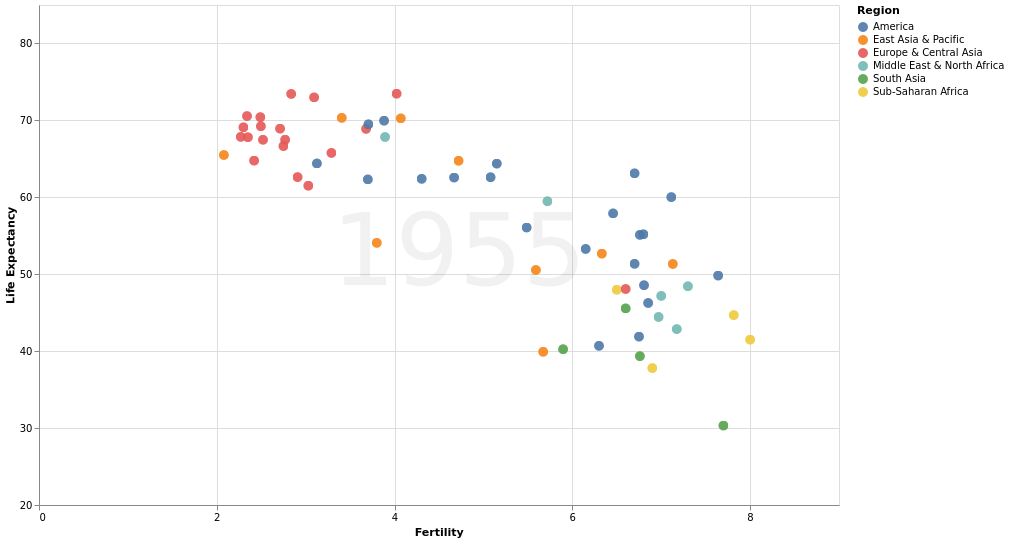 Region
America
East Asia & Pacific
Europe & Central Asia
Middle East & North Africa
South Asia
Sub-Saharan Africa
80
70
60
50
40
30
20
Life Expectancy
1955
0 2 4 6 8
Fertility